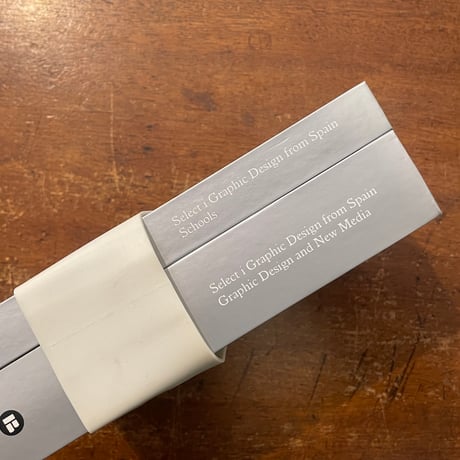 Select 1 Graphic Design from Spain
Schools
Select 1 Graphic Design from Spain
Graphic Design and New Media